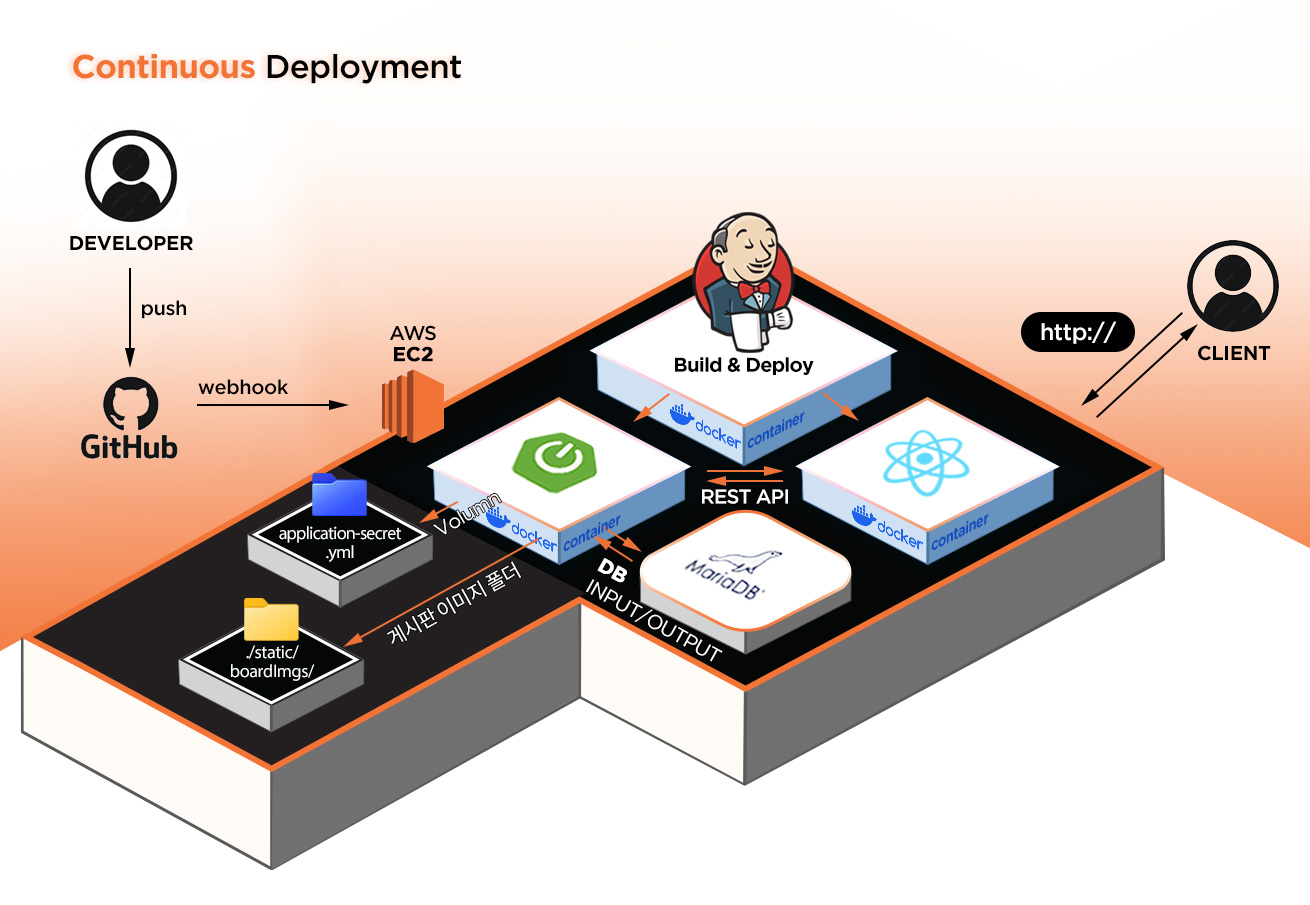 Continuous Deployment
DEVELOPER
push
GitHub
webhook
AWS
EC2
Build & Deploy
docker
container
http://
CLIENT
REST API
docker
container
docker
container
Volumn
application-secret
.yml
게시판 이미지 폴더
./static/
boardImgs/
DB
INPUT/OUTPUT
MariaDB